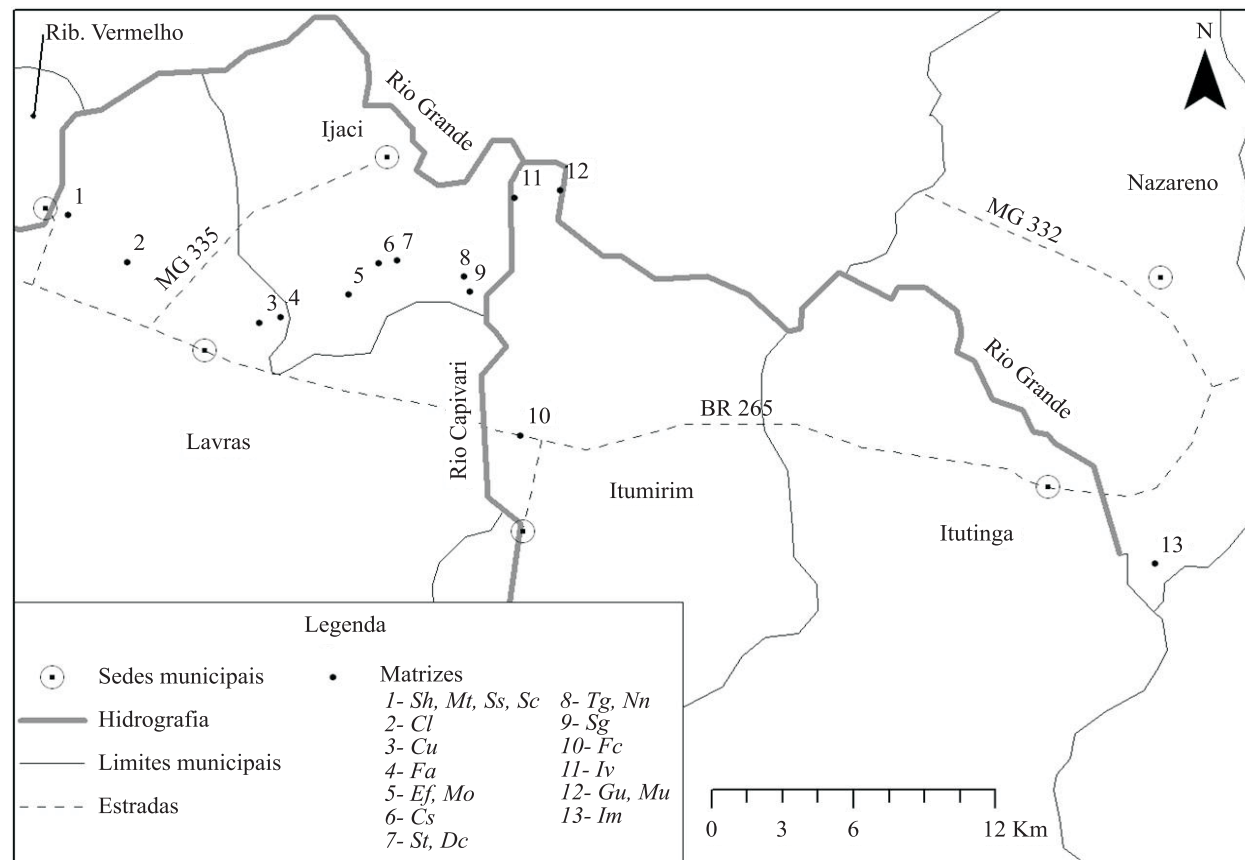 Rib. Vermelho
N
Rio Grande
Ijaci
11
12
1
Nazareno
MG 332
2
MG 335
6
7
8
5
9
3
4
Rio Grande
Rio Capivari
10
BR 265
Lavras
Itumirim
Itutinga
13
Legenda
Sedes municipais
Hidrografia
Limites municipais
Estradas
Matrizes
1- Sh, Mt, Ss, Sc
2- Cl
3- Cu
4- Fa
5- Ef, Mo
6- Cs
7- St, Dc
8- Tg, Nn
9- Sg
10- Fc
11- Iv
12- Gu, Mu
13- Im
0 3 6 12 Km